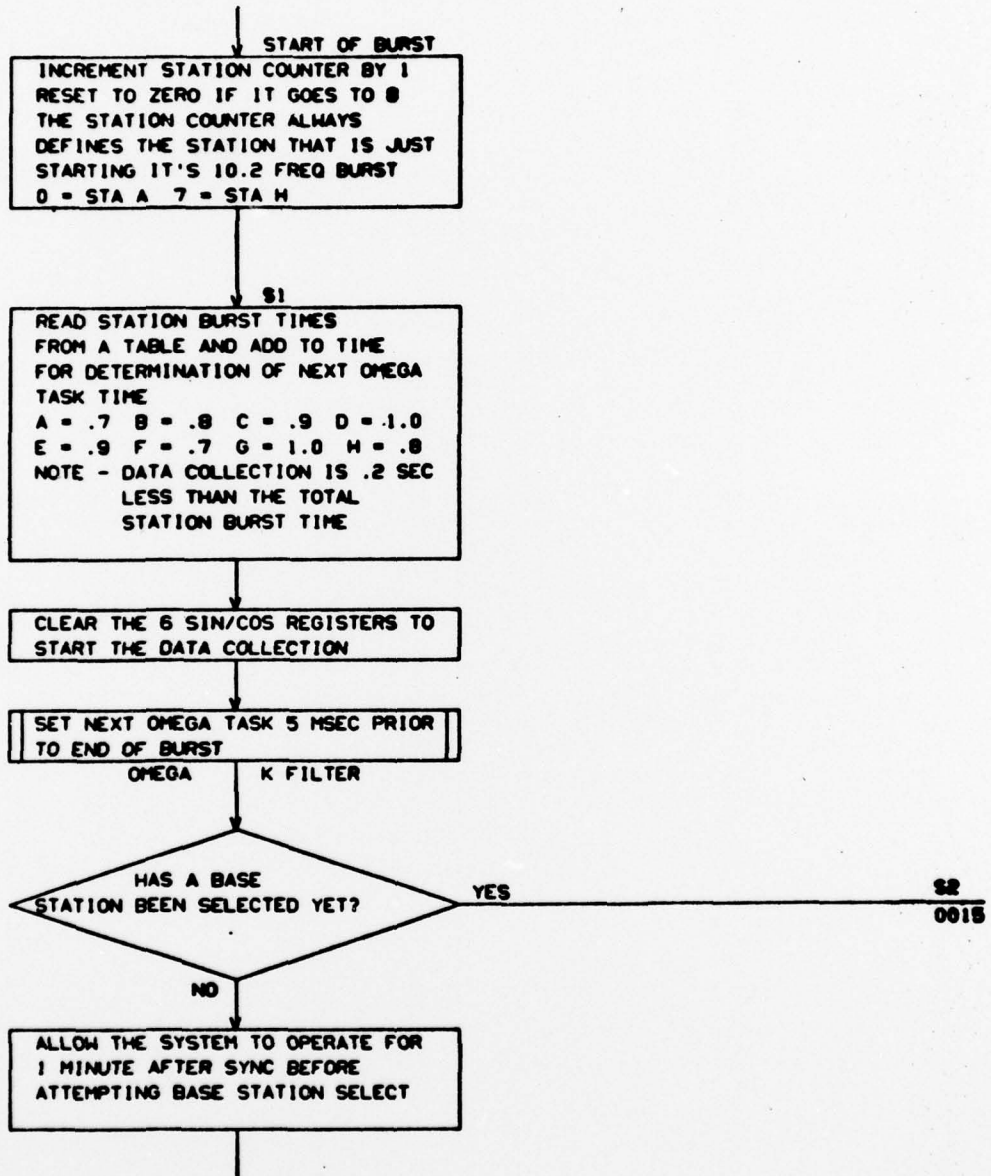 START OF BURST
INCREMENT STATION COUNTER BY 1
RESET TO ZERO IF IT GOES TO 8
THE STATION COUNTER ALWAYS
DEFINES THE STATION THAT IS JUST
STARTING IT'S 10.2 FREQ BURST
0 = STA A 7 = STA H
S1
READ STATION BURST TIMES
FROM A TABLE AND ADD TO TIME
FOR DETERMINATION OF NEXT OMEGA
TASK TIME
A = .7 B = .8 C = .9 D = 1.0
E = .9 F = .7 G = 1.0 H = .8
NOTE - DATA COLLECTION IS .2 SEC
LESS THAN THE TOTAL
STATION BURST TIME
CLEAR THE 6 SIN/COS REGISTERS TO
START THE DATA COLLECTION
SET NEXT OMEGA TASK 5 MSEC PRIOR
TO END OF BURST
OMEGA K FILTER
HAS A BASE
STATION BEEN SELECTED YET?
YES
S2
0015
NO
ALLOW THE SYSTEM TO OPERATE FOR
1 MINUTE AFTER SYNC BEFORE
ATTEMPTING BASE STATION SELECT